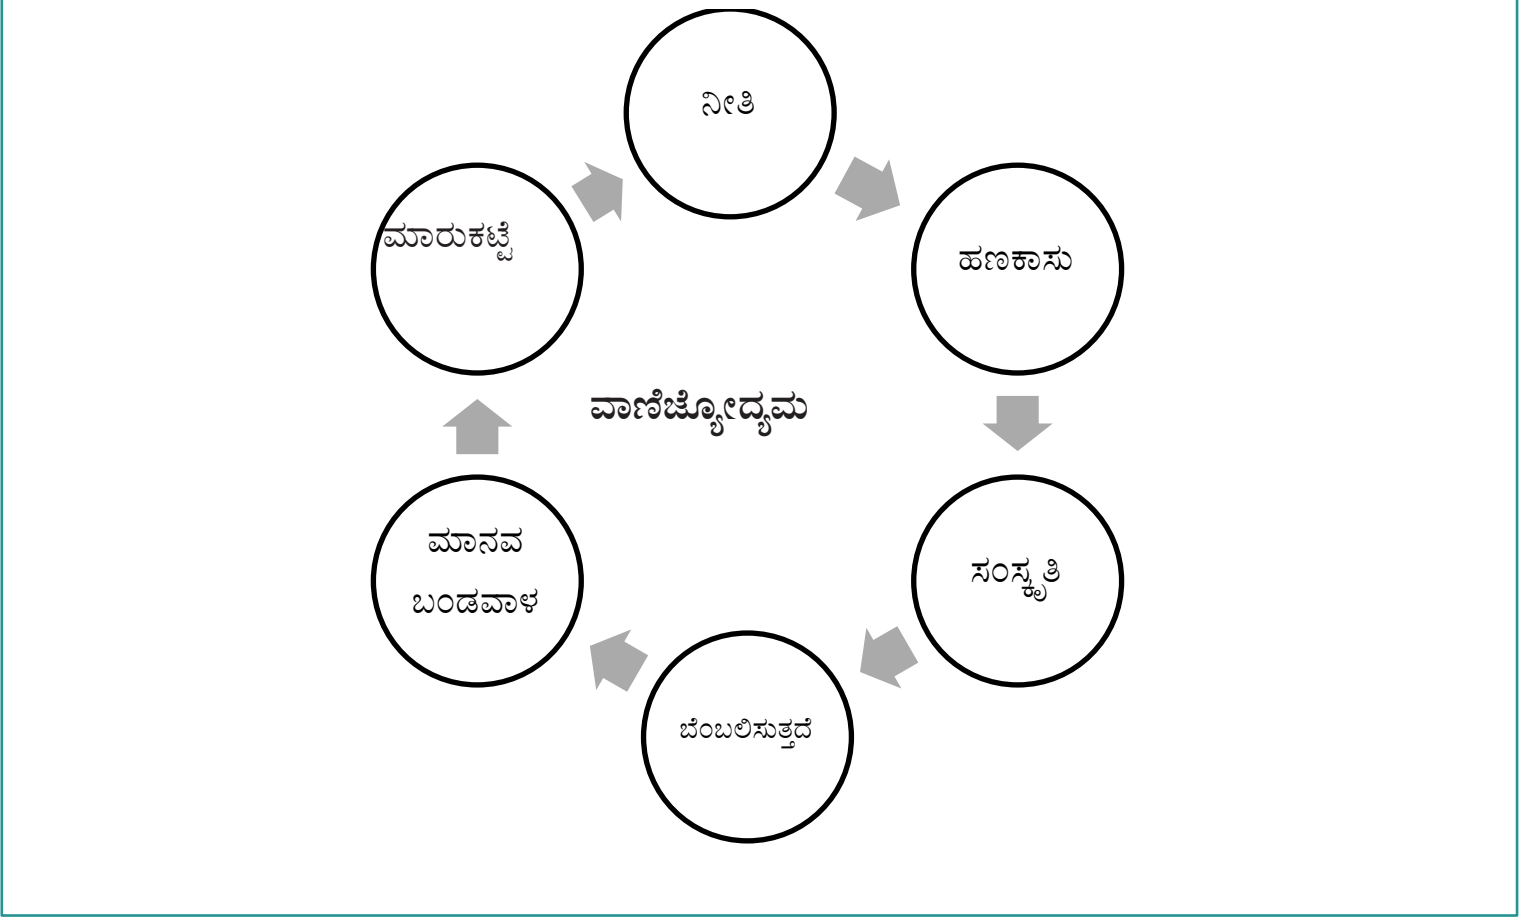 ನೀತಿ
ಹಣಕಾಸು
ಸಂಸ್ಕೃತಿ
ಬೆಂಬಲಿಸುತ್ತದೆ
ಮಾನವ
ಬಂಡವಾಳ
ಮಾರುಕಟ್ಟೆ
ವಾಣಿಜ್ಯೋದ್ಯಮ